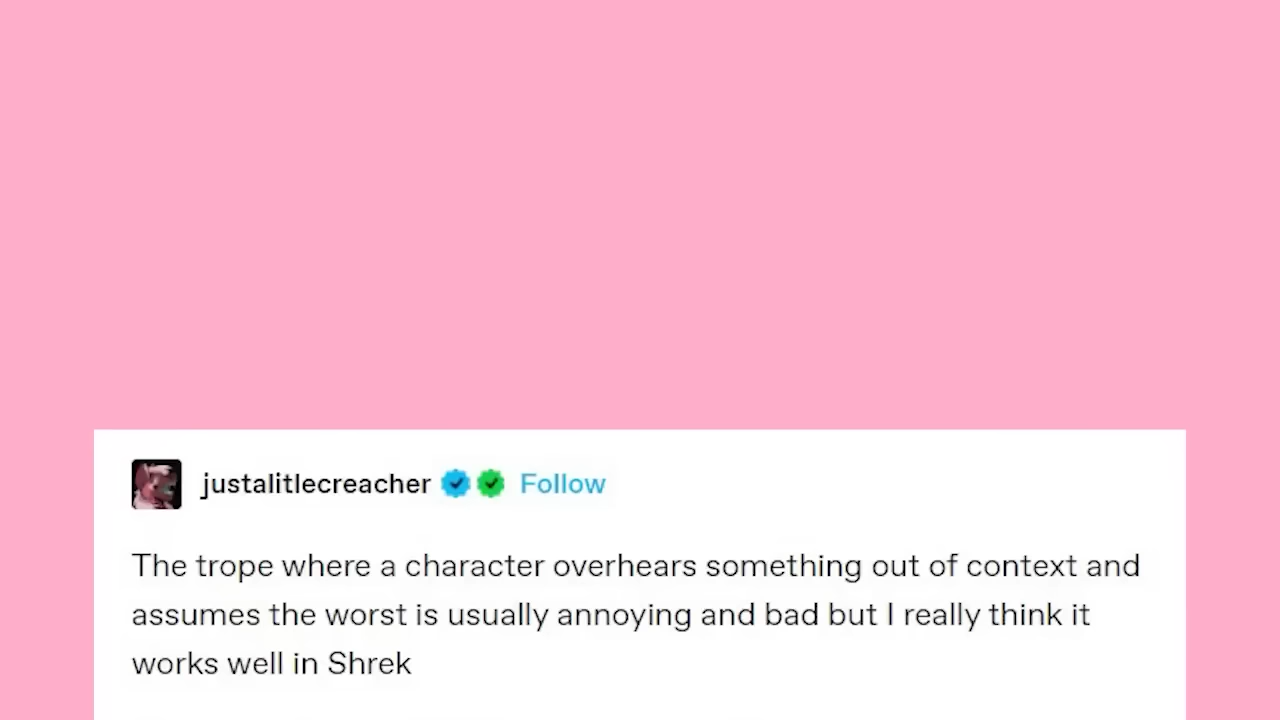 justalitlecreacher Follow
The trope where a character overhears something out of context and
assumes the worst is usually annoying and bad but I really think it
works well in Shrek